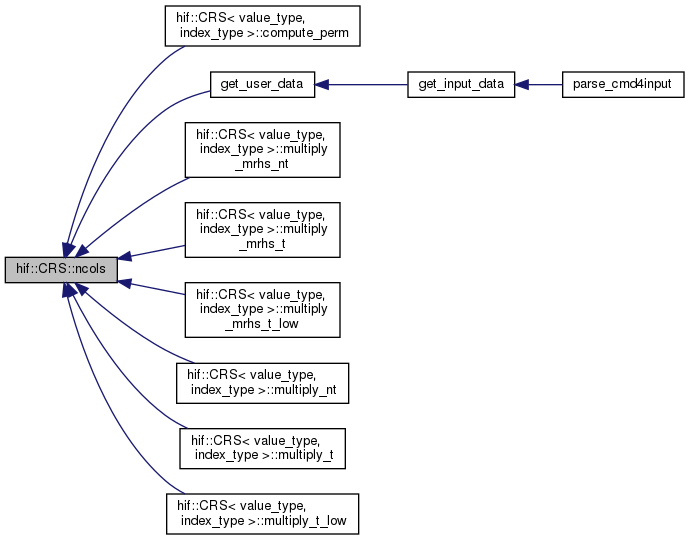 hif::CRS< value_type,
index_type >::compute_perm
get_user_data
get_input_data
parse_cmd4input
hif::CRS< value_type,
index_type >::multiply
_mrhs_nt
hif::CRS< value_type,
index_type >::multiply
_mrhs_t
hif::CRS::ncols
hif::CRS< value_type,
index_type >::multiply
_mrhs_t_low
hif::CRS< value_type,
index_type >::multiply_nt
hif::CRS< value_type,
index_type >::multiply_t
hif::CRS< value_type,
index_type >::multiply_t_low